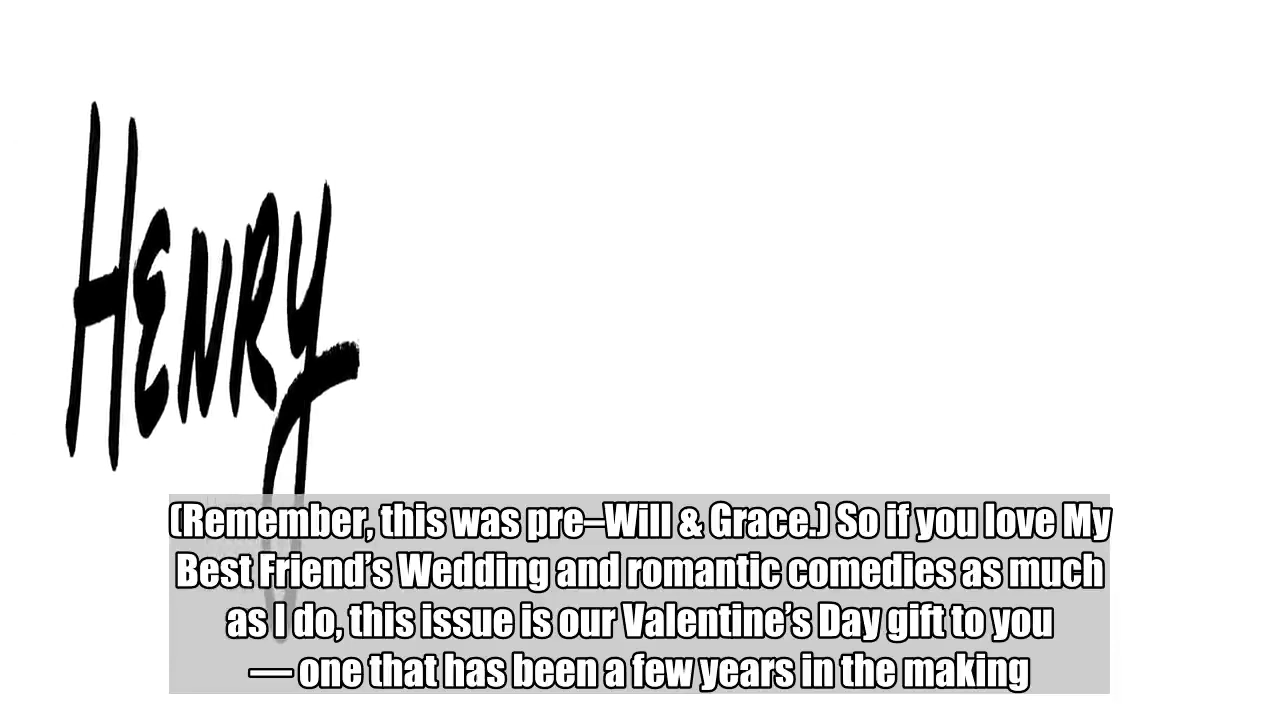 HENRY
(Remember, this was pre–Will & Grace.) So if you love My
Best Friend’s Wedding and romantic comedies as much
as I do, this issue is our Valentine’s Day gift to you
— one that has been a few years in the making